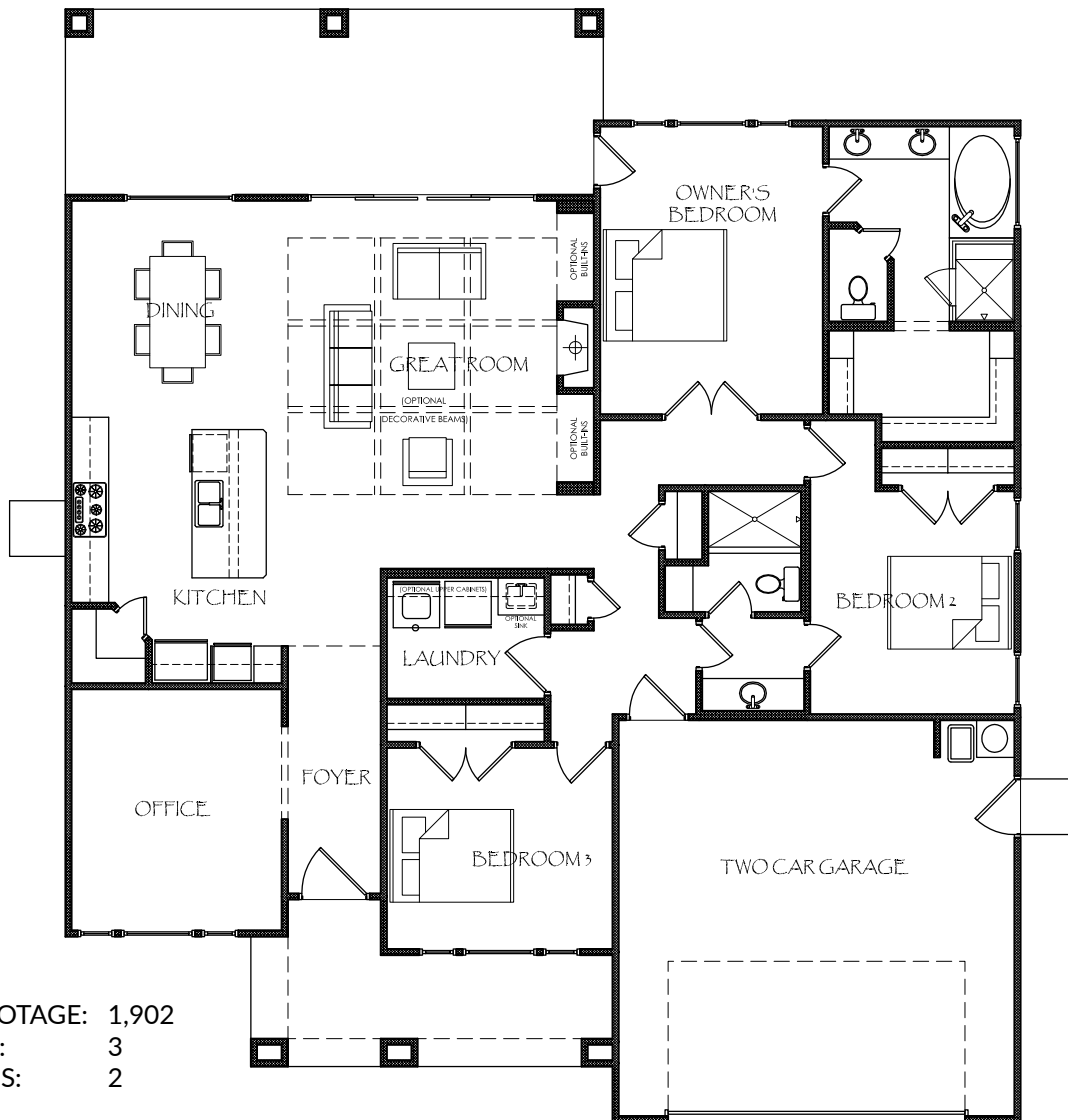 OWNER'S
BEDROOM
OPTIONAL
BUILT-INS
DINING
GREAT ROOM
(OPTIONAL
DECORATIVE BEAMS)
OPTIONAL
BUILT-INS
KITCHEN
(OPTIONAL UPPER CABINETS)
OPTIONAL
SINK
BEDROOM 2
LAUNDRY
FOYER
OFFICE
BEDROOM 3
TWO CAR GARAGE
OTAGE: 1,902
: 3
S: 2